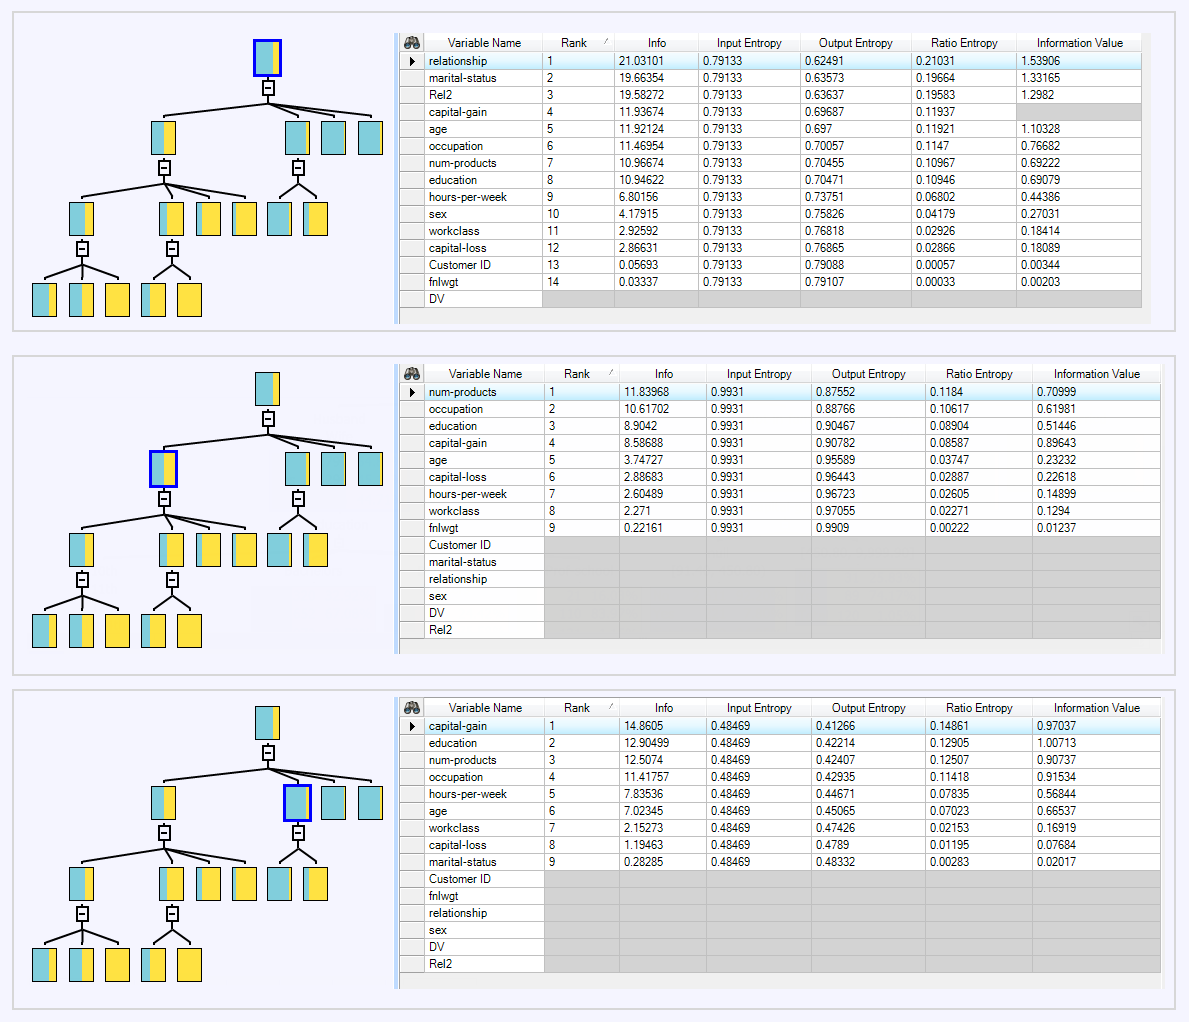 Variable Name Rank Info Input Entropy Output Entropy Ratio Entropy Information Value
relationship 1 21.03101 0.79133 0.62491 0.21031 1.53906
marital-status 2 19.66354 0.79133 0.63573 0.19664 1.33165
Rel2 3 19.58272 0.79133 0.63637 0.19583 1.2982
capital-gain 4 11.93674 0.79133 0.69687 0.11937
age 5 11.92124 0.79133 0.697 0.11921 1.10328
occupation 6 11.46954 0.79133 0.70057 0.1147 0.76682
num-products 7 10.96674 0.79133 0.70455 0.10967 0.69222
education 8 10.94622 0.79133 0.70471 0.10946 0.69079
hours-per-week 9 6.80156 0.79133 0.73751 0.06802 0.44386
sex 10 4.17915 0.79133 0.75826 0.04179 0.27031
workclass 11 2.92592 0.79133 0.76818 0.02926 0.18414
capital-loss 12 2.86631 0.79133 0.76865 0.02866 0.18089
Customer ID 13 0.05693 0.79133 0.79088 0.00057 0.00344
fnlwgt 14 0.03337 0.79133 0.79107 0.00033 0.00203
DV
Variable Name Rank Info Input Entropy Output Entropy Ratio Entropy Information Value
num-products 1 11.83968 0.9931 0.87552 0.1184 0.70999
occupation 2 10.61702 0.9931 0.88766 0.10617 0.61981
education 3 8.9042 0.9931 0.90467 0.08904 0.51446
capital-gain 4 8.58688 0.9931 0.90782 0.08587 0.89643
age 5 3.74727 0.9931 0.95589 0.03747 0.23232
capital-loss 6 2.88683 0.9931 0.96443 0.02887 0.22618
hours-per-week 7 2.60489 0.9931 0.96723 0.02605 0.14899
workclass 8 2.271 0.9931 0.97055 0.02271 0.1294
fnlwgt 9 0.22161 0.9931 0.9909 0.00222 0.01237
Customer ID
marital-status
relationship
sex
DV
Rel2
Variable Name Rank Info Input Entropy Output Entropy Ratio Entropy Information Value
capital-gain 1 14.8605 0.48469 0.41266 0.14861 0.97037
education 2 12.90499 0.48469 0.42214 0.12905 1.00713
num-products 3 12.5074 0.48469 0.42407 0.12507 0.90737
occupation 4 11.41757 0.48469 0.42935 0.11418 0.91534
hours-per-week 5 7.83536 0.48469 0.44671 0.07835 0.56844
age 6 7.02345 0.48469 0.45065 0.07023 0.66537
workclass 7 2.15273 0.48469 0.47426 0.02153 0.16919
capital-loss 8 1.19463 0.48469 0.4789 0.01195 0.07684
marital-status 9 0.28285 0.48469 0.48332 0.00283 0.02017
Customer ID
fnlwgt
relationship
sex
DV
Rel2